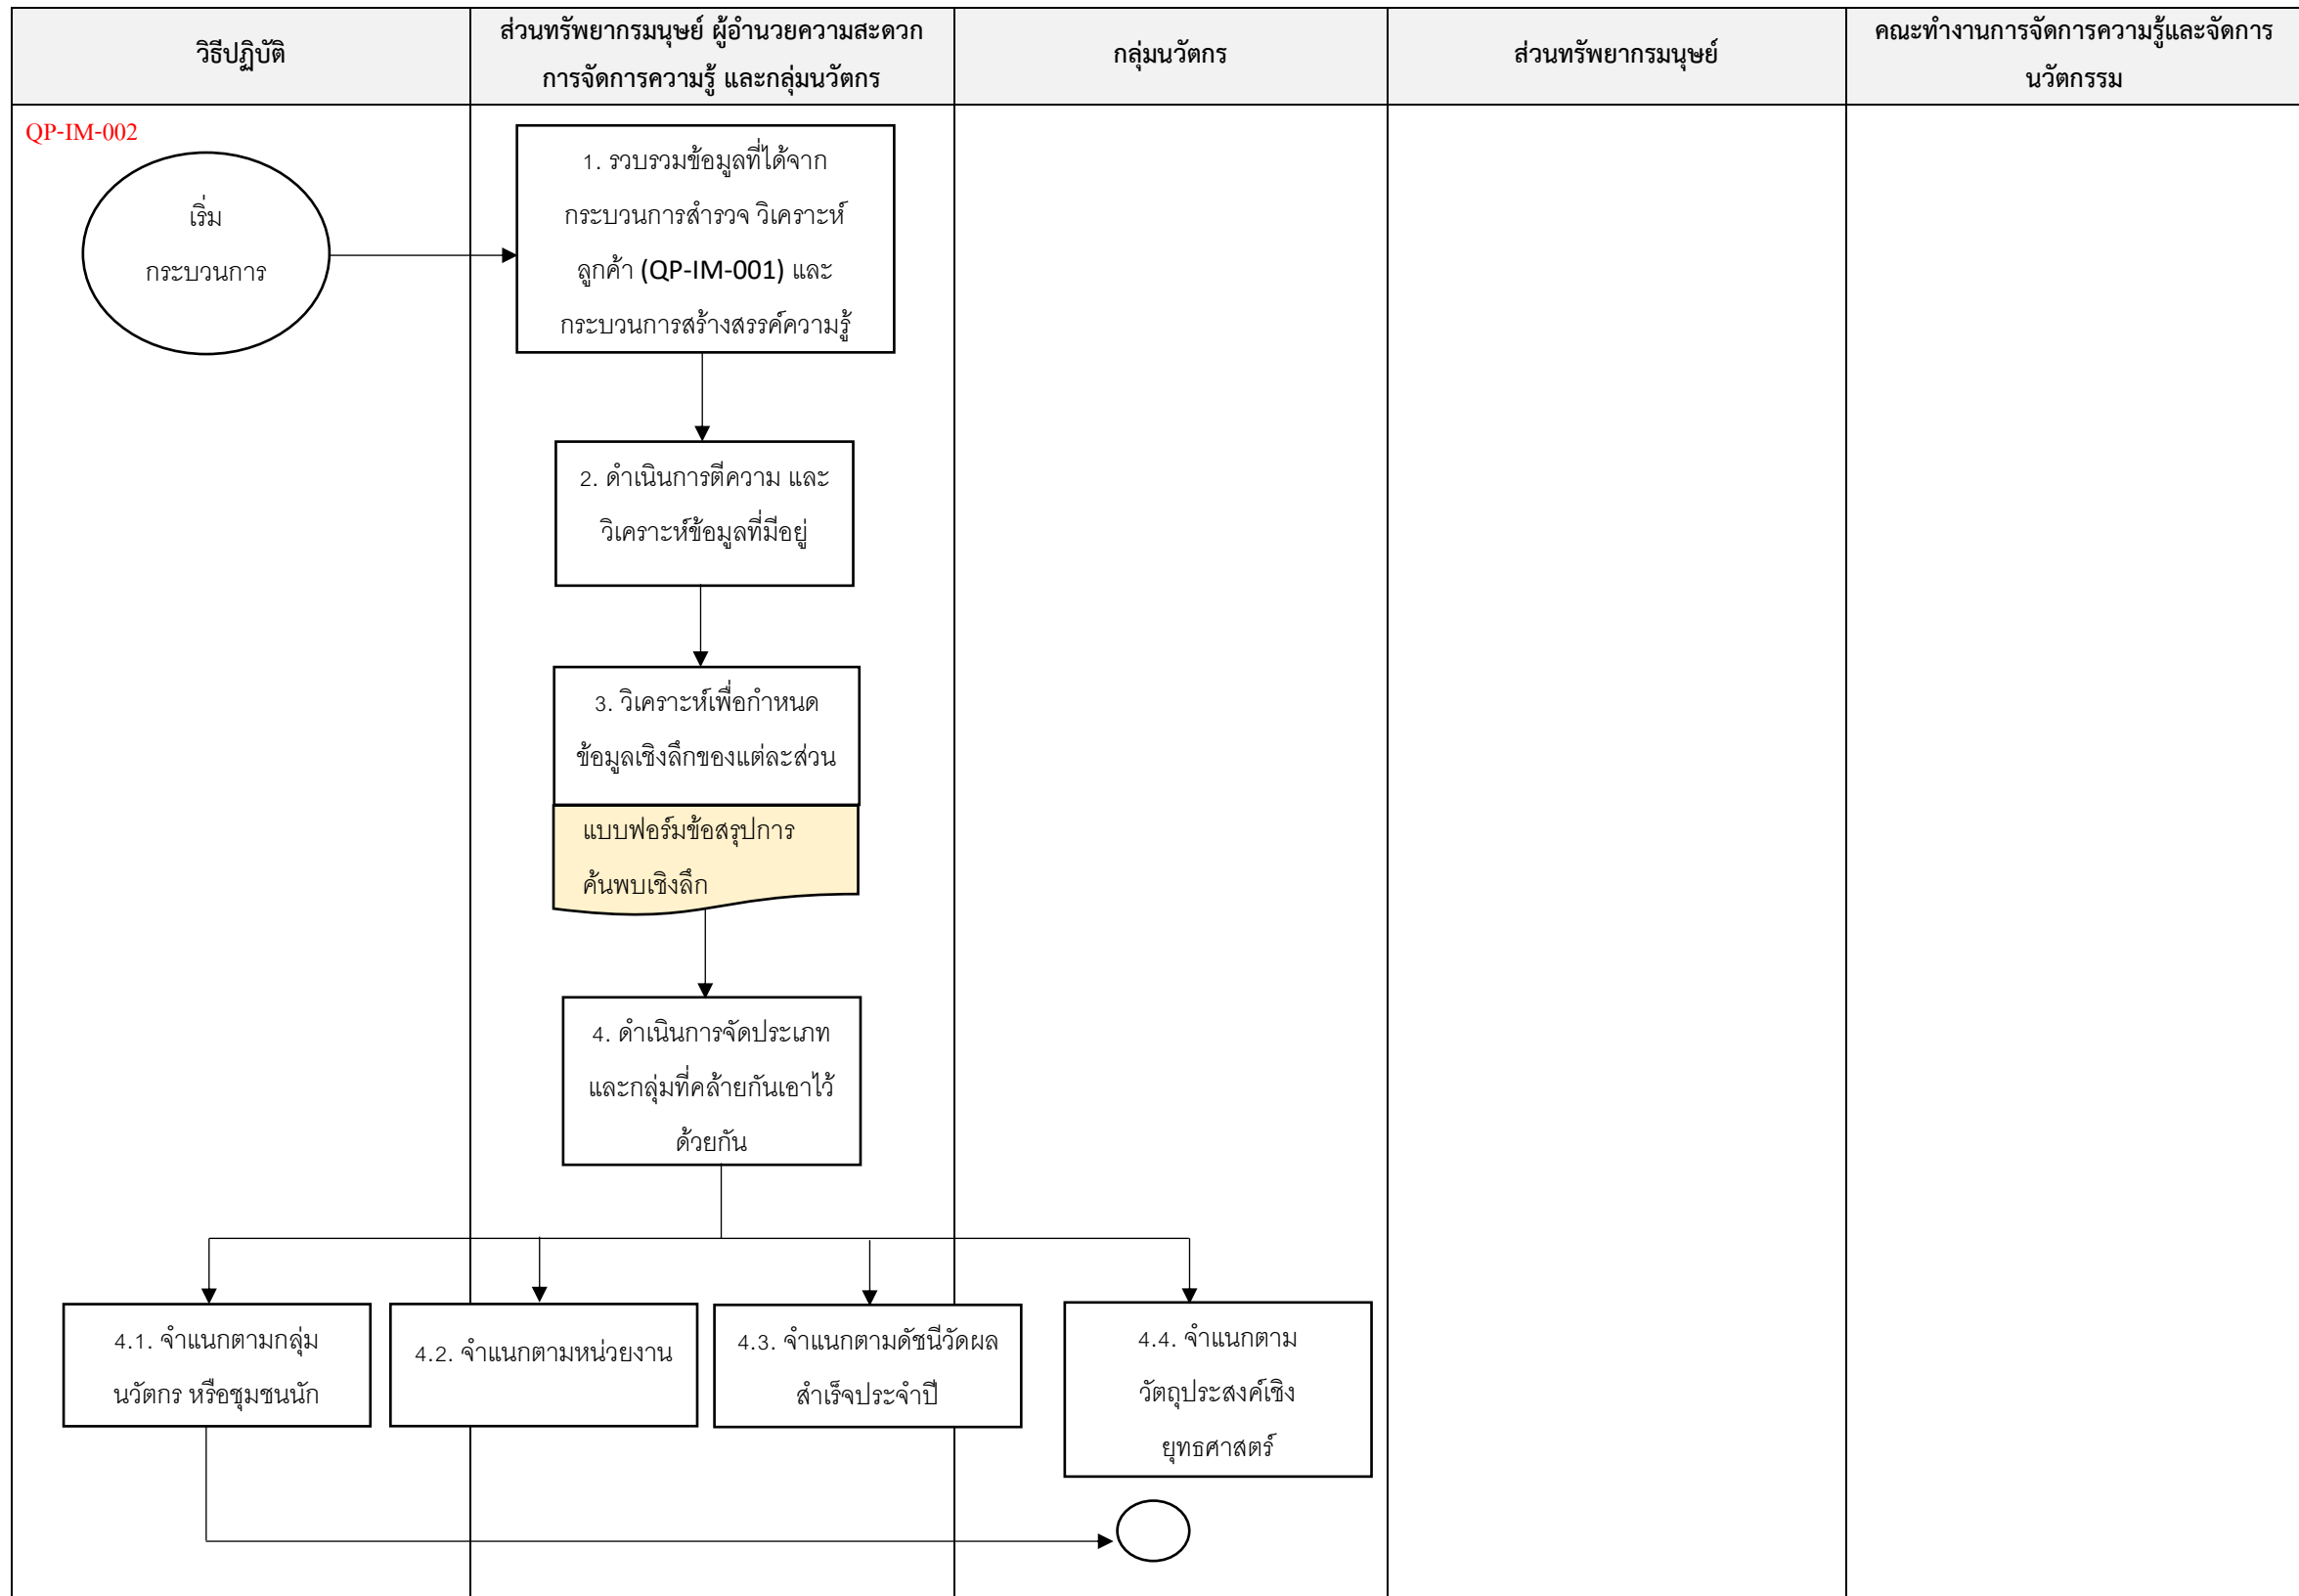 วิธีปฏิบัติ
ส่วนทรัพยากรมนุษย์ ผู้อำนวยความสะดวก
การจัดการความรู้ และกลุ่มนวัตกร
กลุ่มนวัตกร
ส่วนทรัพยากรมนุษย์
คณะทำงานการจัดการความรู้และจัดการ
นวัตกรรม
QP-IM-002
เริ่ม
กระบวนการ
1. รวบรวมข้อมูลที่ได้จาก
กระบวนการสำรวจ วิเคราะห์
ลูกค้า (QP-IM-001) และ
กระบวนการสร้างสรรค์ความรู้
2. ดำเนินการตีความ และ
วิเคราะห์ข้อมูลที่มีอยู่
3. วิเคราะห์เพื่อกำหนด
ข้อมูลเชิงลึกของแต่ละส่วน
แบบฟอร์มข้อสรุปการ
ค้นพบเชิงลึก
4. ดำเนินการจัดประเภท
และกลุ่มที่คล้ายกันเอาไว้
ด้วยกัน
4.1. จำแนกตามกลุ่ม
นวัตกร หรือชุมชนนัก
4.2. จำแนกตามหน่วยงาน
4.3. จำแนกตามดัชนีวัดผล
สำเร็จประจำปี
4.4. จำแนกตาม
วัตถุประสงค์เชิง
ยุทธศาสตร์